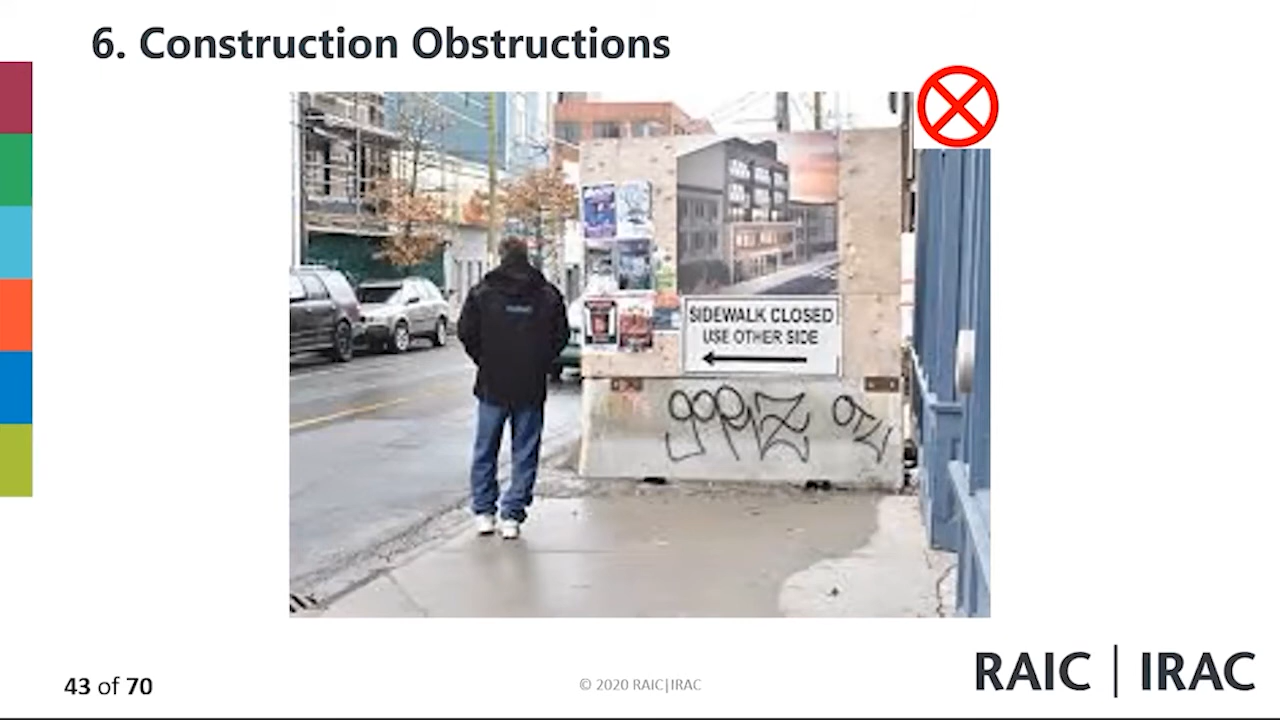 6. Construction Obstructions
SIDEWALK CLOSED
USE OTHER SIDE
43 of 70
© 2020 RAIC|IRAC
RAIC | IRAC